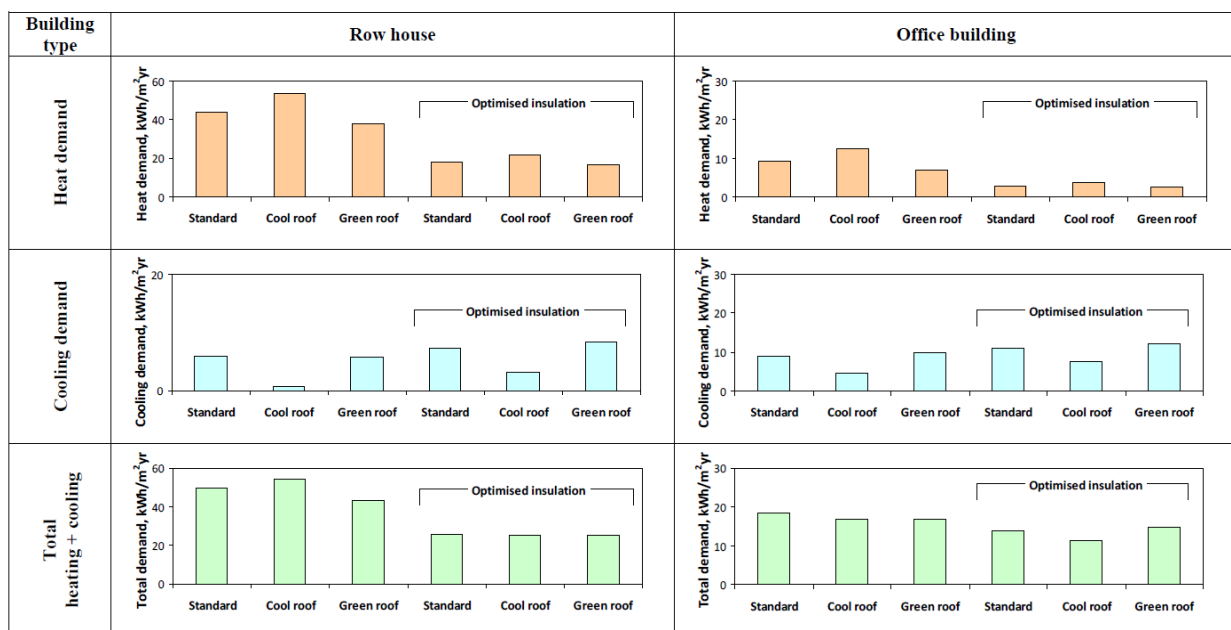 Building type
Row house
Office building
Heat demand
Heat demand, kWh/m²yr
60
40
20
0
Optimised insulation
Standard Cool roof Green roof Standard Cool roof Green roof
Heat demand, kWh/m²yr
30
20
10
0
Optimised insulation
Standard Cool roof Green roof Standard Cool roof Green roof
Cooling demand
Cooling demand, kWh/m²yr
20
0
Optimised insulation
Standard Cool roof Green roof Standard Cool roof Green roof
Cooling demand, kWh/m²yr
30
20
10
0
Optimised insulation
Standard Cool roof Green roof Standard Cool roof Green roof
Total
heating + cooling
Total demand, kWh/m²yr
60
40
20
0
Optimised insulation
Standard Cool roof Green roof Standard Cool roof Green roof
Total demand, kWh/m²yr
30
20
10
0
Optimised insulation
Standard Cool roof Green roof Standard Cool roof Green roof